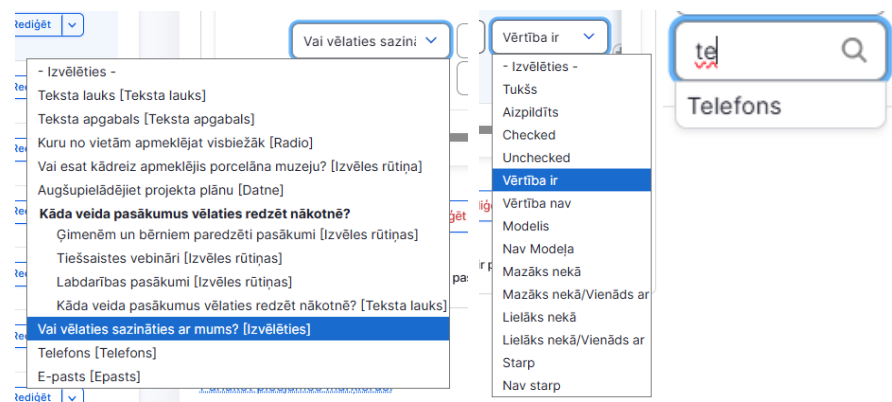 Rediģēt
Vai vēlaties sazinā
- Izvēlēties -
Teksta lauks [Teksta lauks]
Teksta apgabals [Teksta apgabals]
Kuru no vietām apmeklējat visbiežāk [Radio]
Vai esat kādreiz apmeklējis porcelāna muzeju? [Izvēles rūtiņa]
Augšupielādējiet projekta plānu [Datne]
Kāda veida pasākumus vēlaties redzēt nākotnē?
Ģimenēm un bērniem paredzēti pasākumi [Izvēles rūtiņas]
Tiešsaistes vebināri [Izvēles rūtiņas]
Labdarības pasākumi [Izvēles rūtiņas]
Kāda veida pasākumus vēlaties redzēt nākotnē? [Teksta lauks]
Vai vēlaties sazināties ar mums? [Izvēlēties]
Telefons [Telefons]
E-pasts [Epasts]
Rediģēt
Vērtība ir
- Izvēlēties -
Tukšs
Aizpildīts
Checked
Unchecked
Vērtība ir
Vērtība nav
Modelis
Nav Modeļa
Mazāks nekā
Mazāks nekā/Vienāds ar
Lielāks nekā
Lielāks nekā/Vienāds ar
Starp
Nav starp
te
Telefons